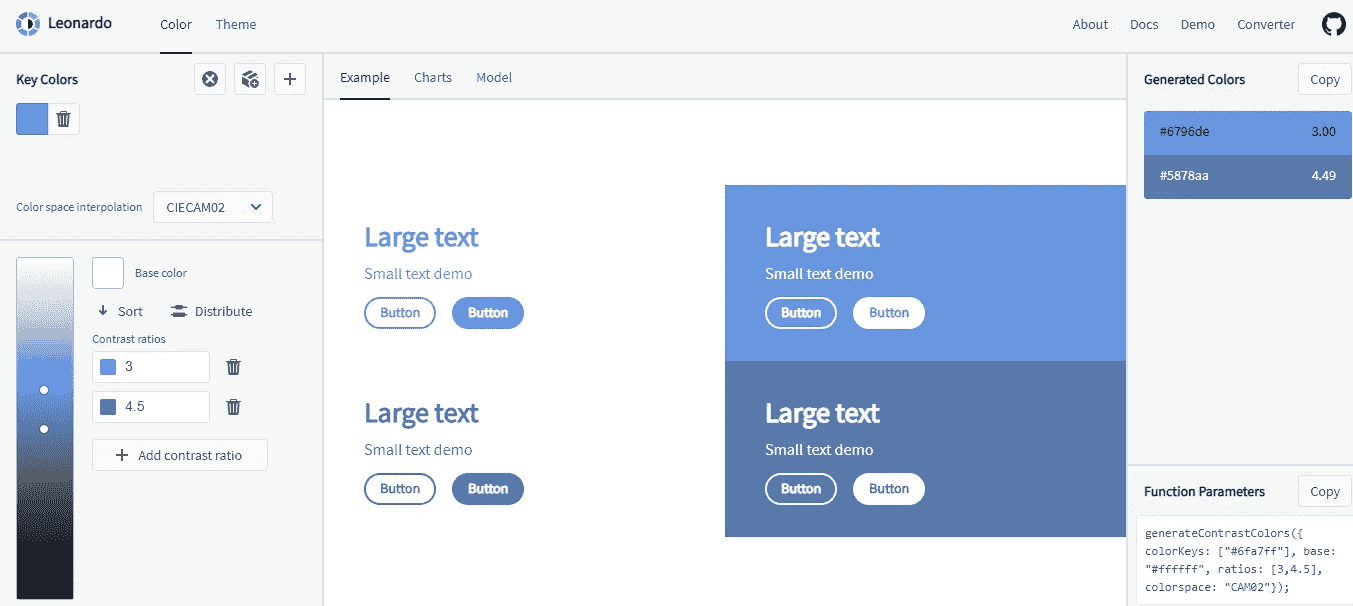 Leonardo
Color Theme
About Docs Demo Converter
Key Colors
Color space interpolation CIECAM02
Base color
Sort Distribute
Contrast ratios
3
4.5
Add contrast ratio
Example Charts Model
Large text
Small text demo
Button Button
Large text
Small text demo
Button Button
Large text
Small text demo
Button Button
Large text
Small text demo
Button Button
Generated Colors Copy
#6796de 3.00
#5878aa 4.49
Function Parameters Copy
generateContrastColors({
colorKeys: ["#6fa7ff"], base:
"#ffffff", ratios: [3,4.5],
colorspace: "CAM02"});